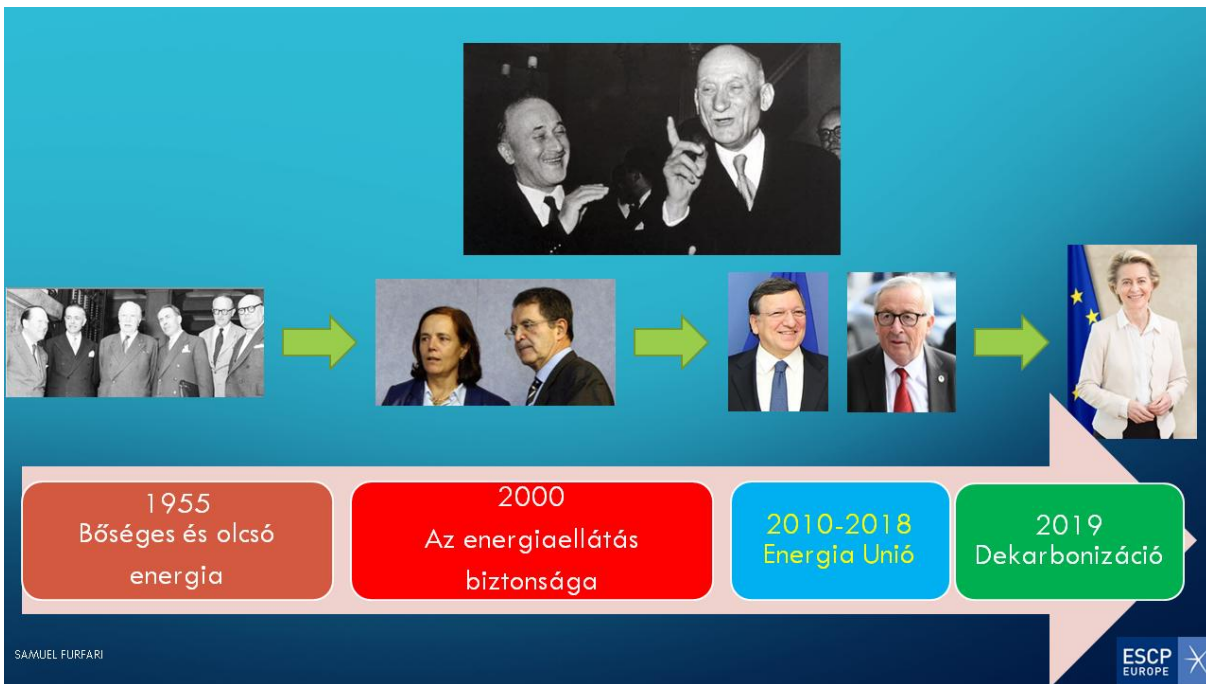 1955
Bőséges és olcsó
energia
2000
Az energiaellátás
biztonsága
2010-2018
Energia Unió
2019
Dekarbonizáció
SAMUEL FURFARI
ESCP
EUROPE